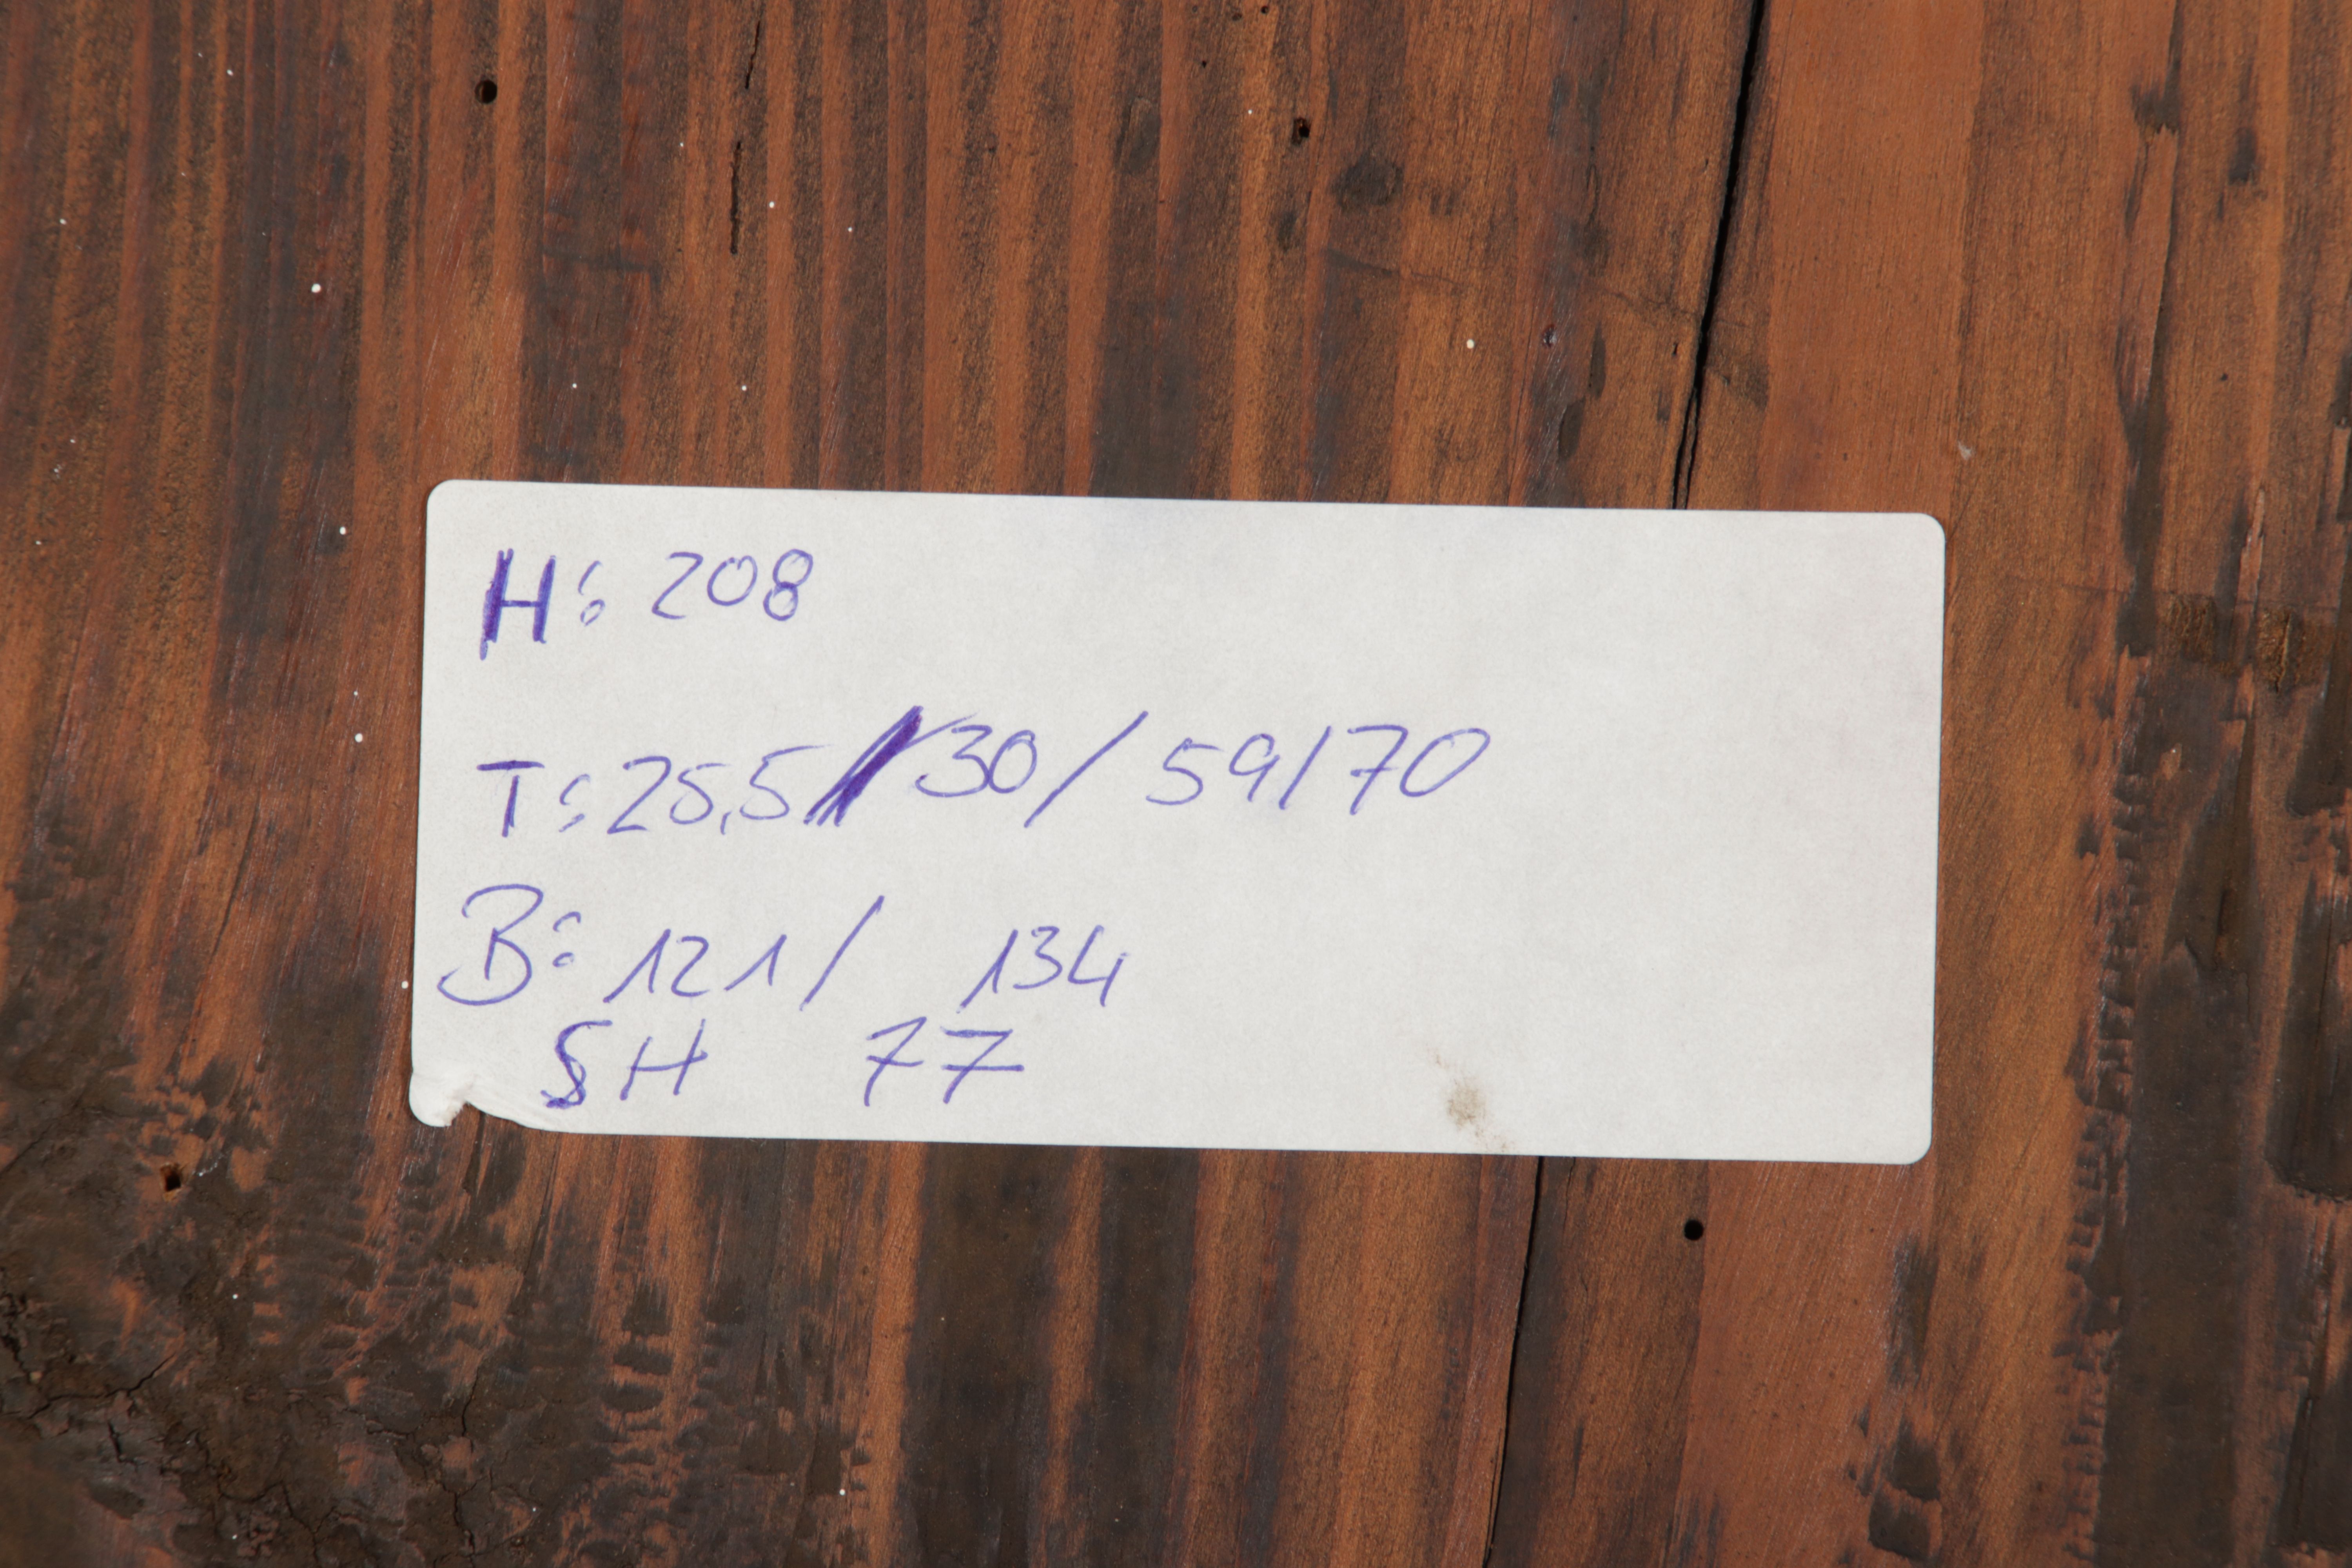 H: 208
T: 25,5/30/59/70
B: 121/ 134
SH 77